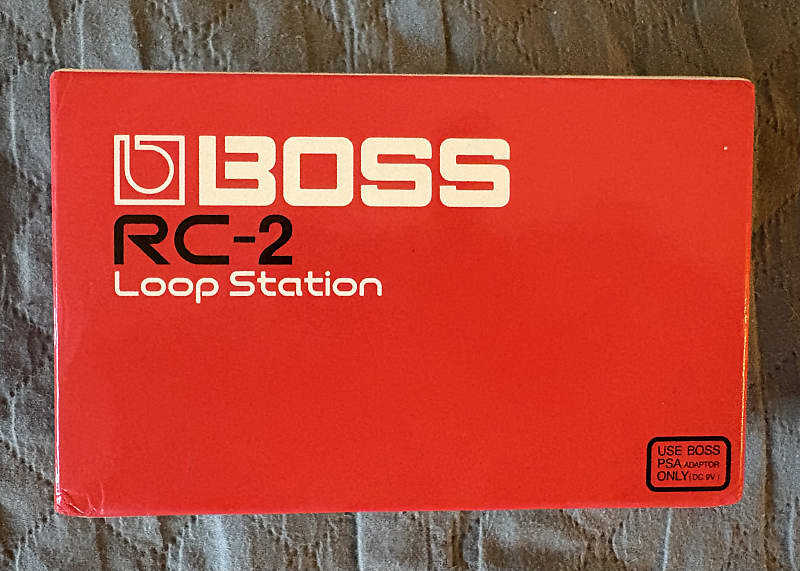 BOSS
RC-2
Loop Station
USE BOSS
PSA ADAPTOR
ONLY (DC 9V)